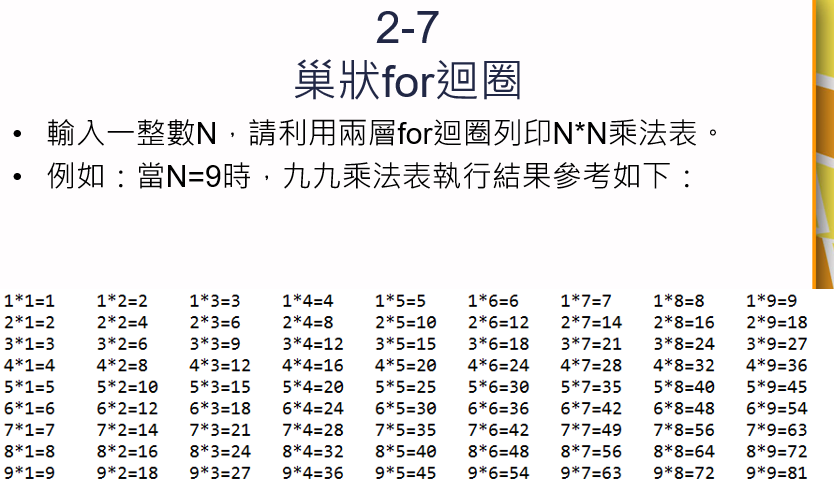 2-7
巢狀for迴圈
• 輸入一整數N，請利用兩層for迴圈列印N*N乘法表。
• 例如：當N=9時，九九乘法表執行結果參考如下：
1*1=1 1*2=2 1*3=3 1*4=4 1*5=5 1*6=6 1*7=7 1*8=8 1*9=9
2*1=2 2*2=4 2*3=6 2*4=8 2*5=10 2*6=12 2*7=14 2*8=16 2*9=18
3*1=3 3*2=6 3*3=9 3*4=12 3*5=15 3*6=18 3*7=21 3*8=24 3*9=27
4*1=4 4*2=8 4*3=12 4*4=16 4*5=20 4*6=24 4*7=28 4*8=32 4*9=36
5*1=5 5*2=10 5*3=15 5*4=20 5*5=25 5*6=30 5*7=35 5*8=40 5*9=45
6*1=6 6*2=12 6*3=18 6*4=24 6*5=30 6*6=36 6*7=42 6*8=48 6*9=54
7*1=7 7*2=14 7*3=21 7*4=28 7*5=35 7*6=42 7*7=49 7*8=56 7*9=63
8*1=8 8*2=16 8*3=24 8*4=32 8*5=40 8*6=48 8*7=56 8*8=64 8*9=72
9*1=9 9*2=18 9*3=27 9*4=36 9*5=45 9*6=54 9*7=63 9*8=72 9*9=81